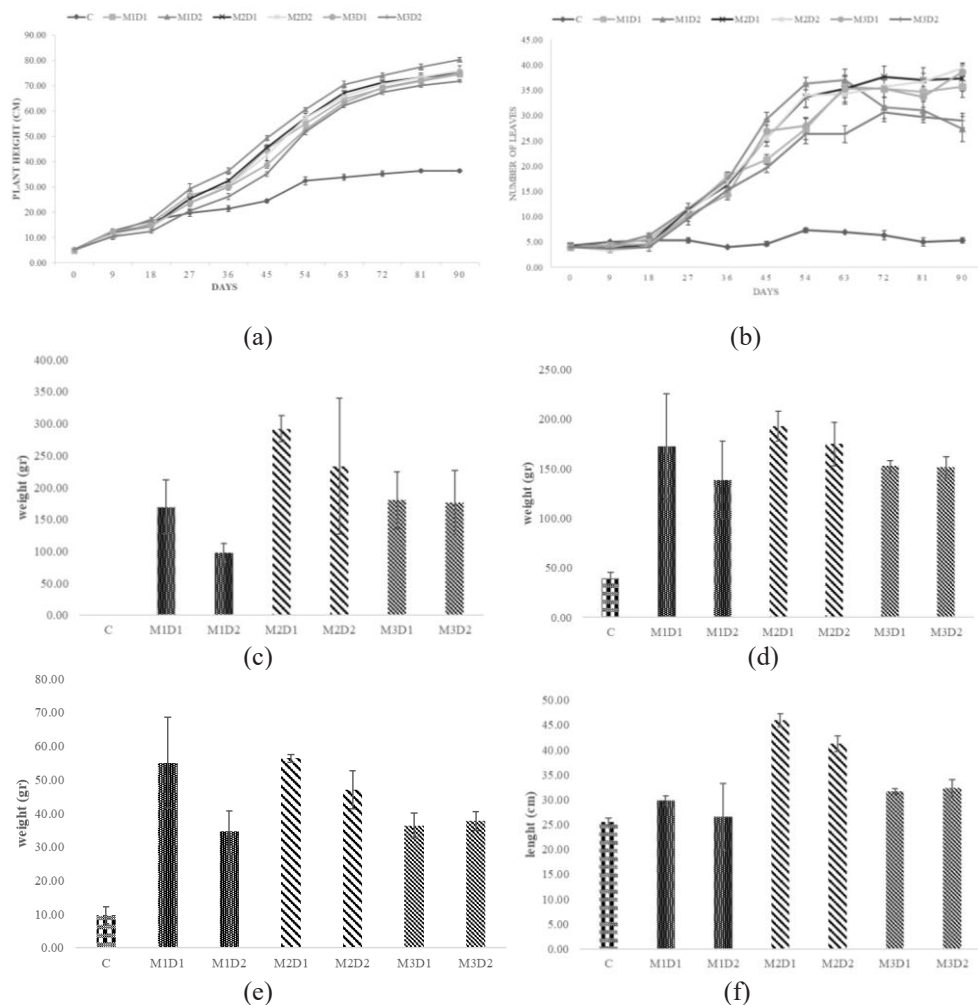 C M1D1 M1D2 M2D1 M2D2 M3D1 M3D2
PLANT HEIGHT (CM)
90.00
80.00
70.00
60.00
50.00
40.00
30.00
20.00
10.00
0.00
0 9 18 27 36 45 54 63 72 81 90
DAYS
(a)
C M1D1 M1D2 M2D1 M2D2 M3D1 M3D2
NUMBER OF LEAVES
45.00
40.00
35.00
30.00
25.00
20.00
15.00
10.00
5.00
0.00
0 9 18 27 36 45 54 63 72 81 90
DAYS
(b)
weight (gr)
400.00
350.00
300.00
250.00
200.00
150.00
100.00
50.00
0.00
C M1D1 M1D2 M2D1 M2D2 M3D1 M3D2
(c)
weight (gr)
250.00
200.00
150.00
100.00
50.00
0.00
C M1D1 M1D2 M2D1 M2D2 M3D1 M3D2
(d)
weight (gr)
80.00
70.00
60.00
50.00
40.00
30.00
20.00
10.00
0.00
C M1D1 M1D2 M2D1 M2D2 M3D1 M3D2
(e)
lenght (cm)
50.00
45.00
40.00
35.00
30.00
25.00
20.00
15.00
10.00
5.00
0.00
C M1D1 M1D2 M2D1 M2D2 M3D1 M3D2
(f)